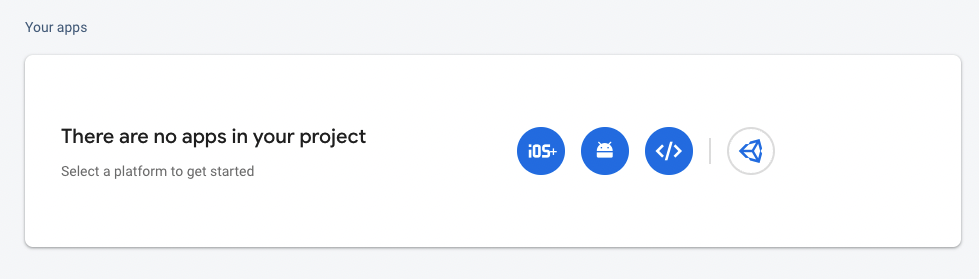 Your apps
There are no apps in your project
Select a platform to get started
iOS+
</>